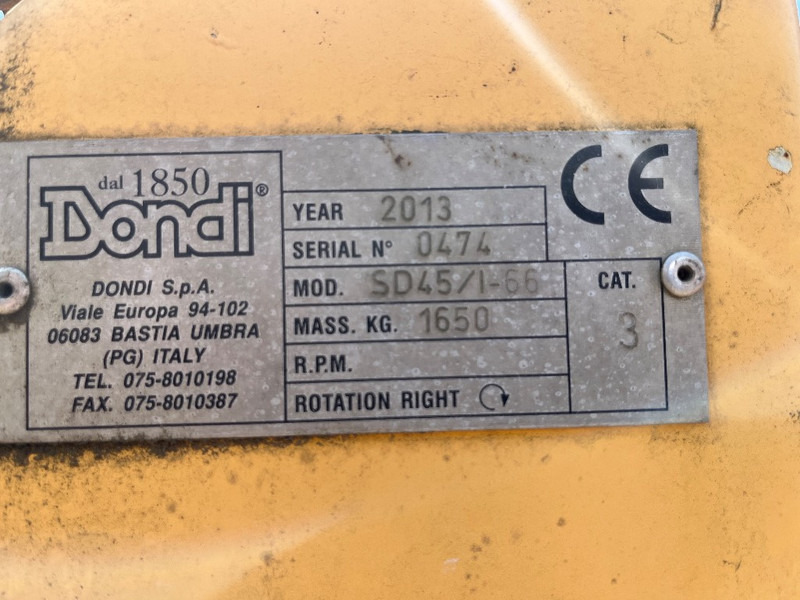 dal 1850
Dondi®
DONDI S.p.A.
Viale Europa 94-102
06083 BASTIA UMBRA
(PG) ITALY
TEL. 075-8010198
FAX. 075-8010387
YEAR 2013
SERIAL N° 0474
MOD. SD45/I-66
MASS. KG. 1650
R.P.M.
ROTATION RIGHT
CE
CAT.
3